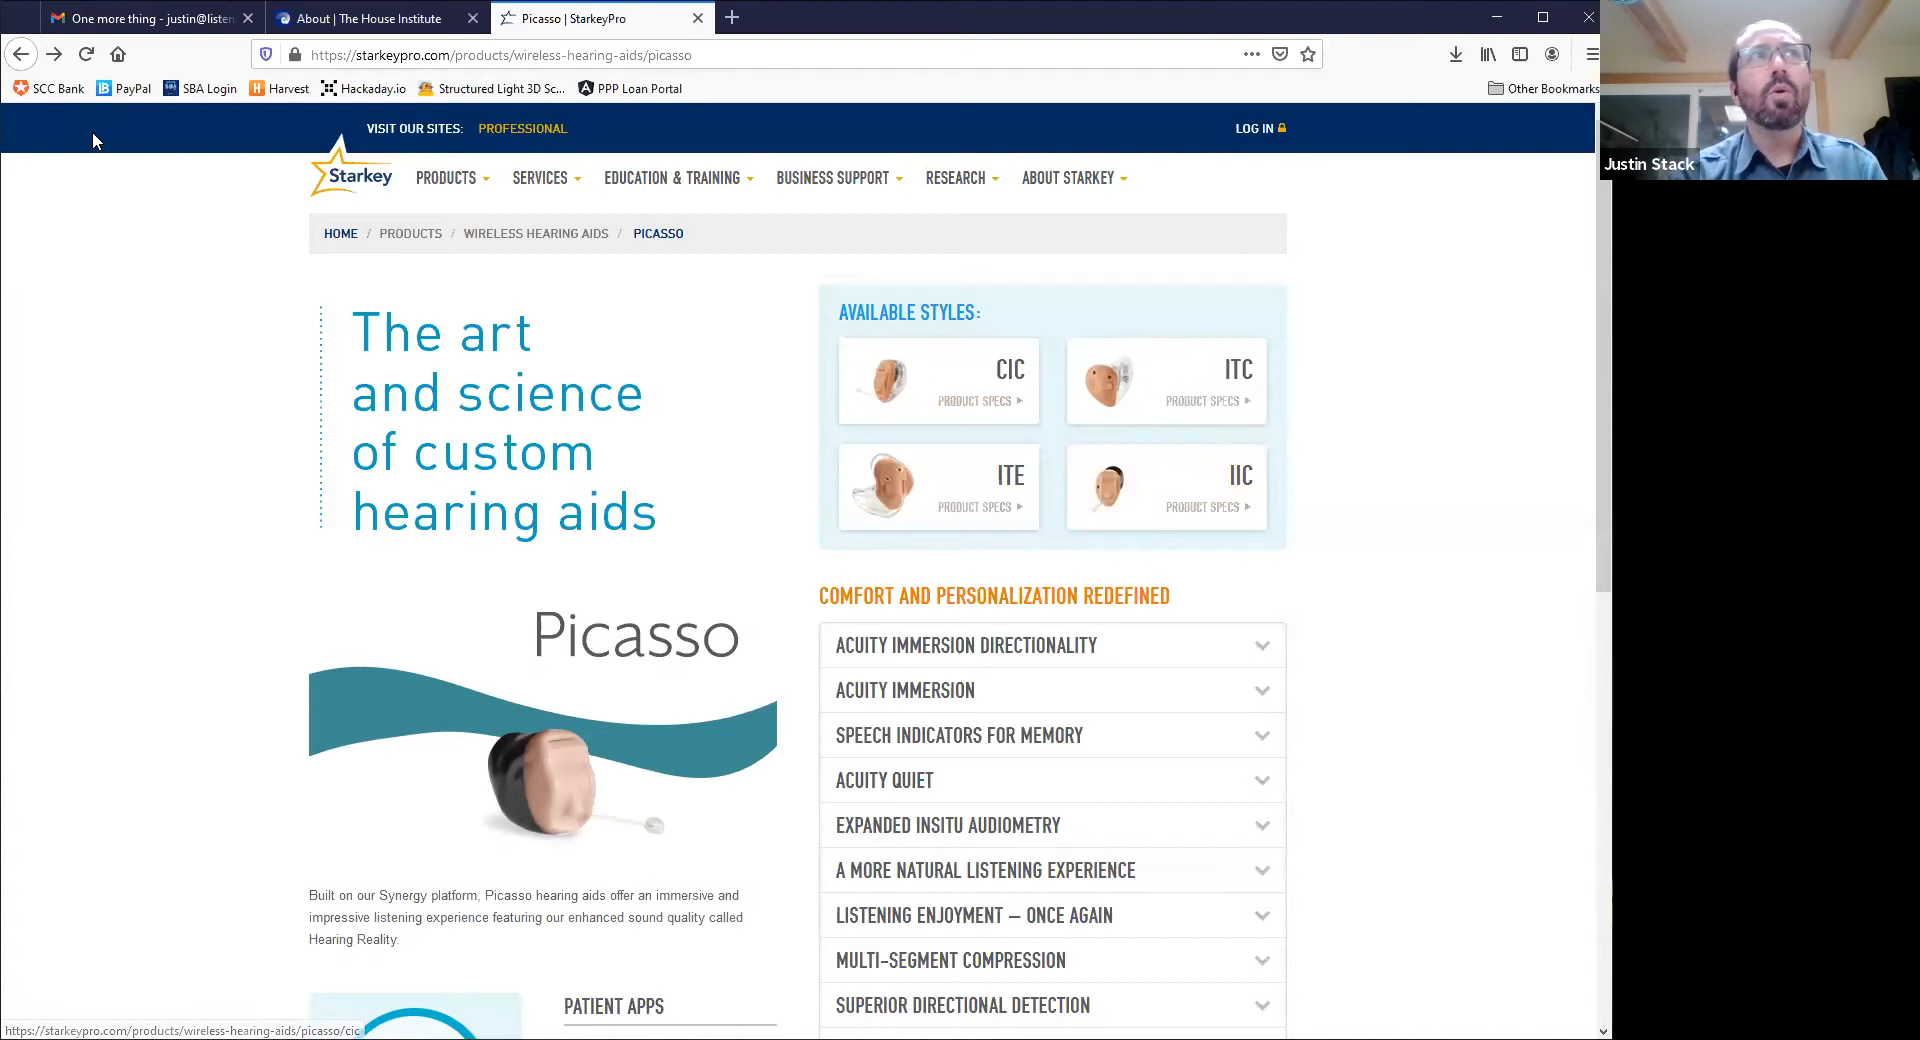 One more thing - justin@listen
About | The House Institute
Picasso | StarkeyPro
https://starkeypro.com/products/wireless-hearing-aids/picasso
SCC Bank
PayPal
SBA Login
Harvest
Hackaday.io
Structured Light 3D Sc...
PPP Loan Portal
Other Bookmarks
Justin Stack
VISIT OUR SITES: PROFESSIONAL
LOG IN
Starkey
PRODUCTS
SERVICES
EDUCATION & TRAINING
BUSINESS SUPPORT
RESEARCH
ABOUT STARKEY
HOME / PRODUCTS / WIRELESS HEARING AIDS / PICASSO
The art
and science
of custom
hearing aids
Picasso
Built on our Synergy platform, Picasso hearing aids offer an immersive and
impressive listening experience featuring our enhanced sound quality called
Hearing Reality.
PATIENT APPS
AVAILABLE STYLES:
CIC
PRODUCT SPECS
ITC
PRODUCT SPECS
ITE
PRODUCT SPECS
IIC
PRODUCT SPECS
COMFORT AND PERSONALIZATION REDEFINED
ACUITY IMMERSION DIRECTIONALITY
ACUITY IMMERSION
SPEECH INDICATORS FOR MEMORY
ACUITY QUIET
EXPANDED INSITU AUDIOMETRY
A MORE NATURAL LISTENING EXPERIENCE
LISTENING ENJOYMENT – ONCE AGAIN
MULTI-SEGMENT COMPRESSION
SUPERIOR DIRECTIONAL DETECTION
https://starkeypro.com/products/wireless-hearing-aids/picasso/cic